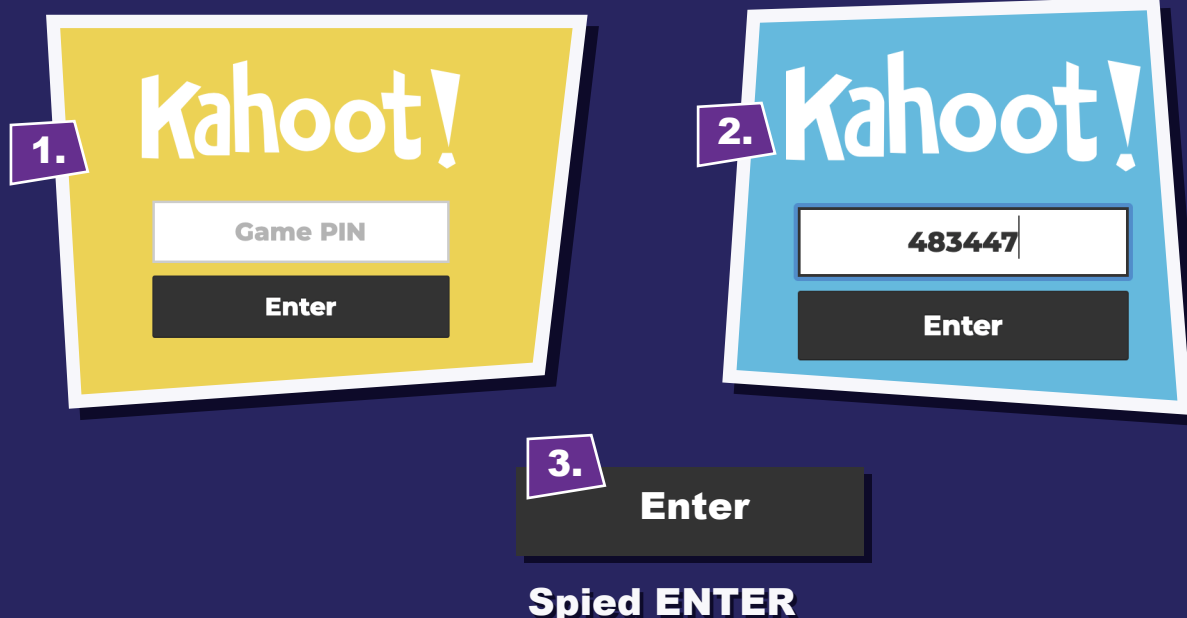 1.
Kahoot!
Game PIN
Enter
2.
Kahoot!
483447
Enter
3.
Enter
Spied ENTER